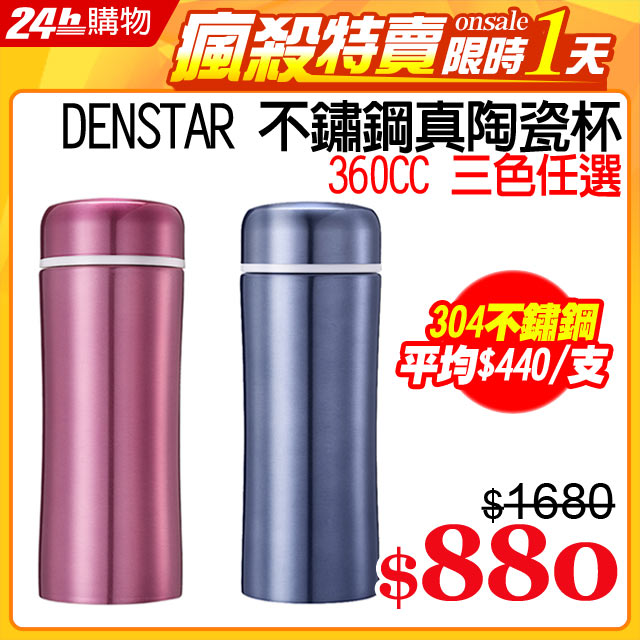 24h購物
瘋殺特賣 onsale
限時1天
DENSTAR 不鏽鋼真陶瓷杯
360CC 三色任選
304不鏽鋼
平均$440/支
$1680
$880